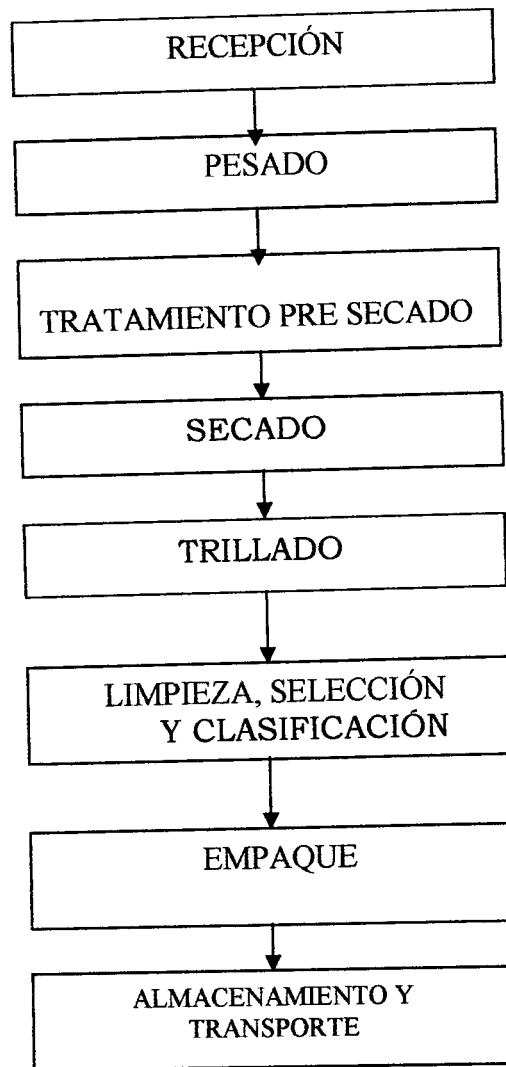 RECEPCIÓN
PESADO
TRATAMIENTO PRE SECADO
SECADO
TRILLADO
LIMPIEZA, SELECCIÓN
Y CLASIFICACIÓN
EMPAQUE
ALMACENAMIENTO Y
TRANSPORTE